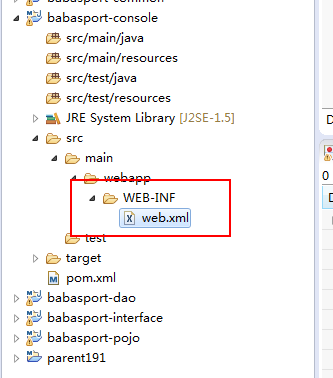 babasport-common
babasport-console
src/main/java
src/main/resources
src/test/java
src/test/resources
JRE System Library [J2SE-1.5]
src
main
webapp
WEB-INF
web.xml
test
target
pom.xml
babasport-dao
babasport-interface
babasport-pojo
parent191
0